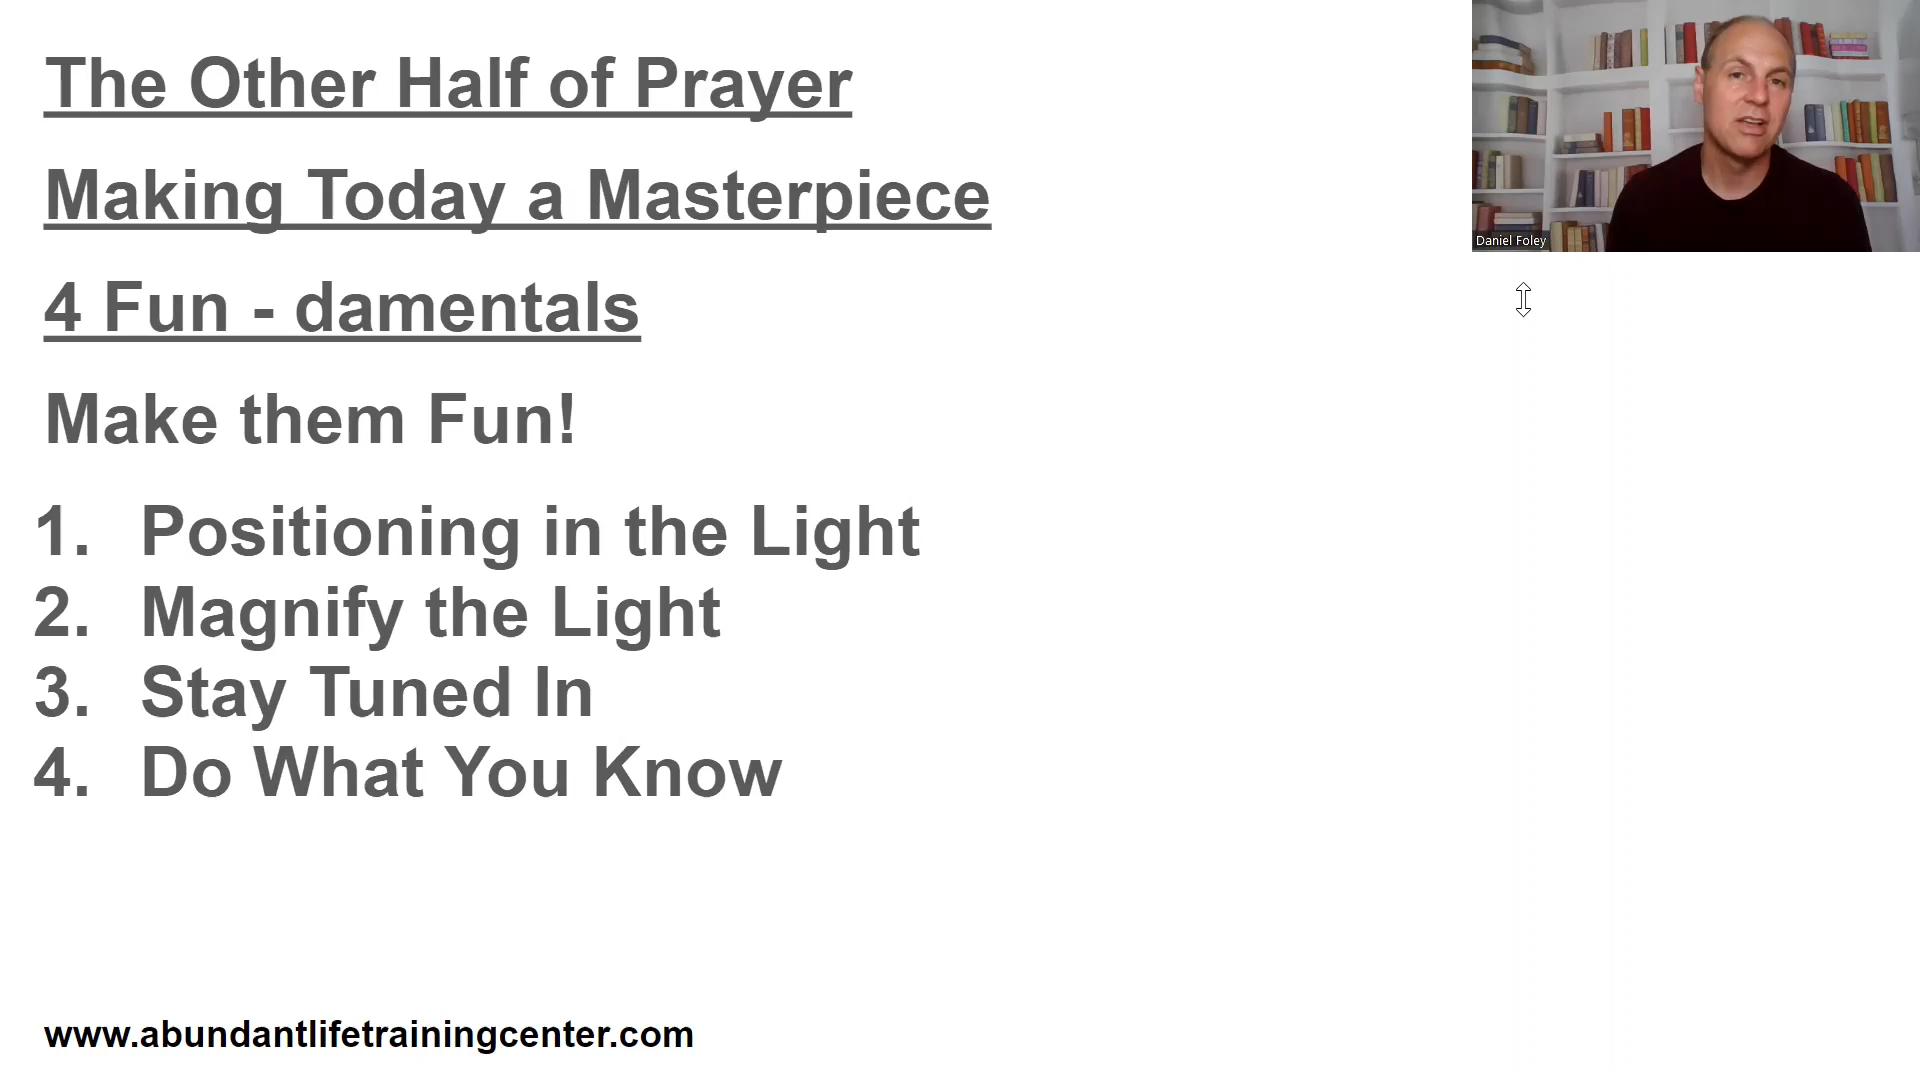 The Other Half of Prayer
Making Today a Masterpiece
4 Fun - damentals
Make them Fun!
1. Positioning in the Light
2. Magnify the Light
3. Stay Tuned In
4. Do What You Know
www.abundantlifetrainingcenter.com
Daniel Foley